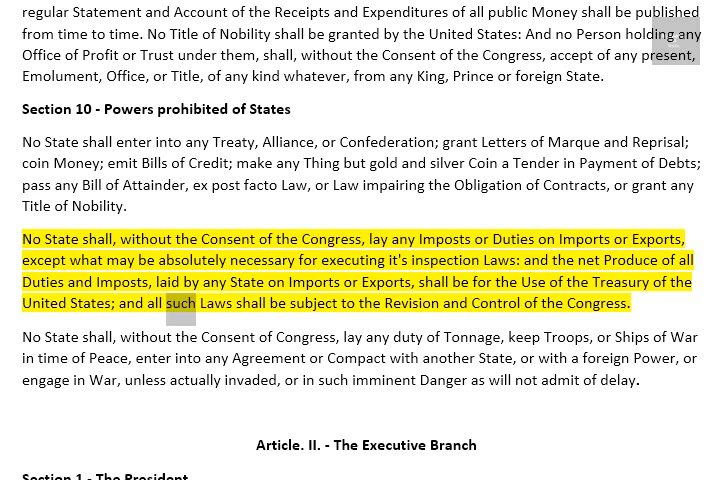 regular Statement and Account of the Receipts and Expenditures of all public Money shall be published
from time to time. No Title of Nobility shall be granted by the United States: And no Person holding any
Office of Profit or Trust under them, shall, without the Consent of the Congress, accept of any present,
Emolument, Office, or Title, of any kind whatever, from any King, Prince or foreign State.
Section 10 - Powers prohibited of States
No State shall enter into any Treaty, Alliance, or Confederation; grant Letters of Marque and Reprisal;
coin Money; emit Bills of Credit; make any Thing but gold and silver Coin a Tender in Payment of Debts;
pass any Bill of Attainder, ex post facto Law, or Law impairing the Obligation of Contracts, or grant any
Title of Nobility.
No State shall, without the Consent of the Congress, lay any Imposts or Duties on Imports or Exports,
except what may be absolutely necessary for executing it's inspection Laws: and the net Produce of all
Duties and Imposts, laid by any State on Imports or Exports, shall be for the Use of the Treasury of the
United States; and all such Laws shall be subject to the Revision and Control of the Congress.
No State shall, without the Consent of Congress, lay any duty of Tonnage, keep Troops, or Ships of War
in time of Peace, enter into any Agreement or Compact with another State, or with a foreign Power, or
engage in War, unless actually invaded, or in such imminent Danger as will not admit of delay.
Article. II. - The Executive Branch
Section 1 - The President